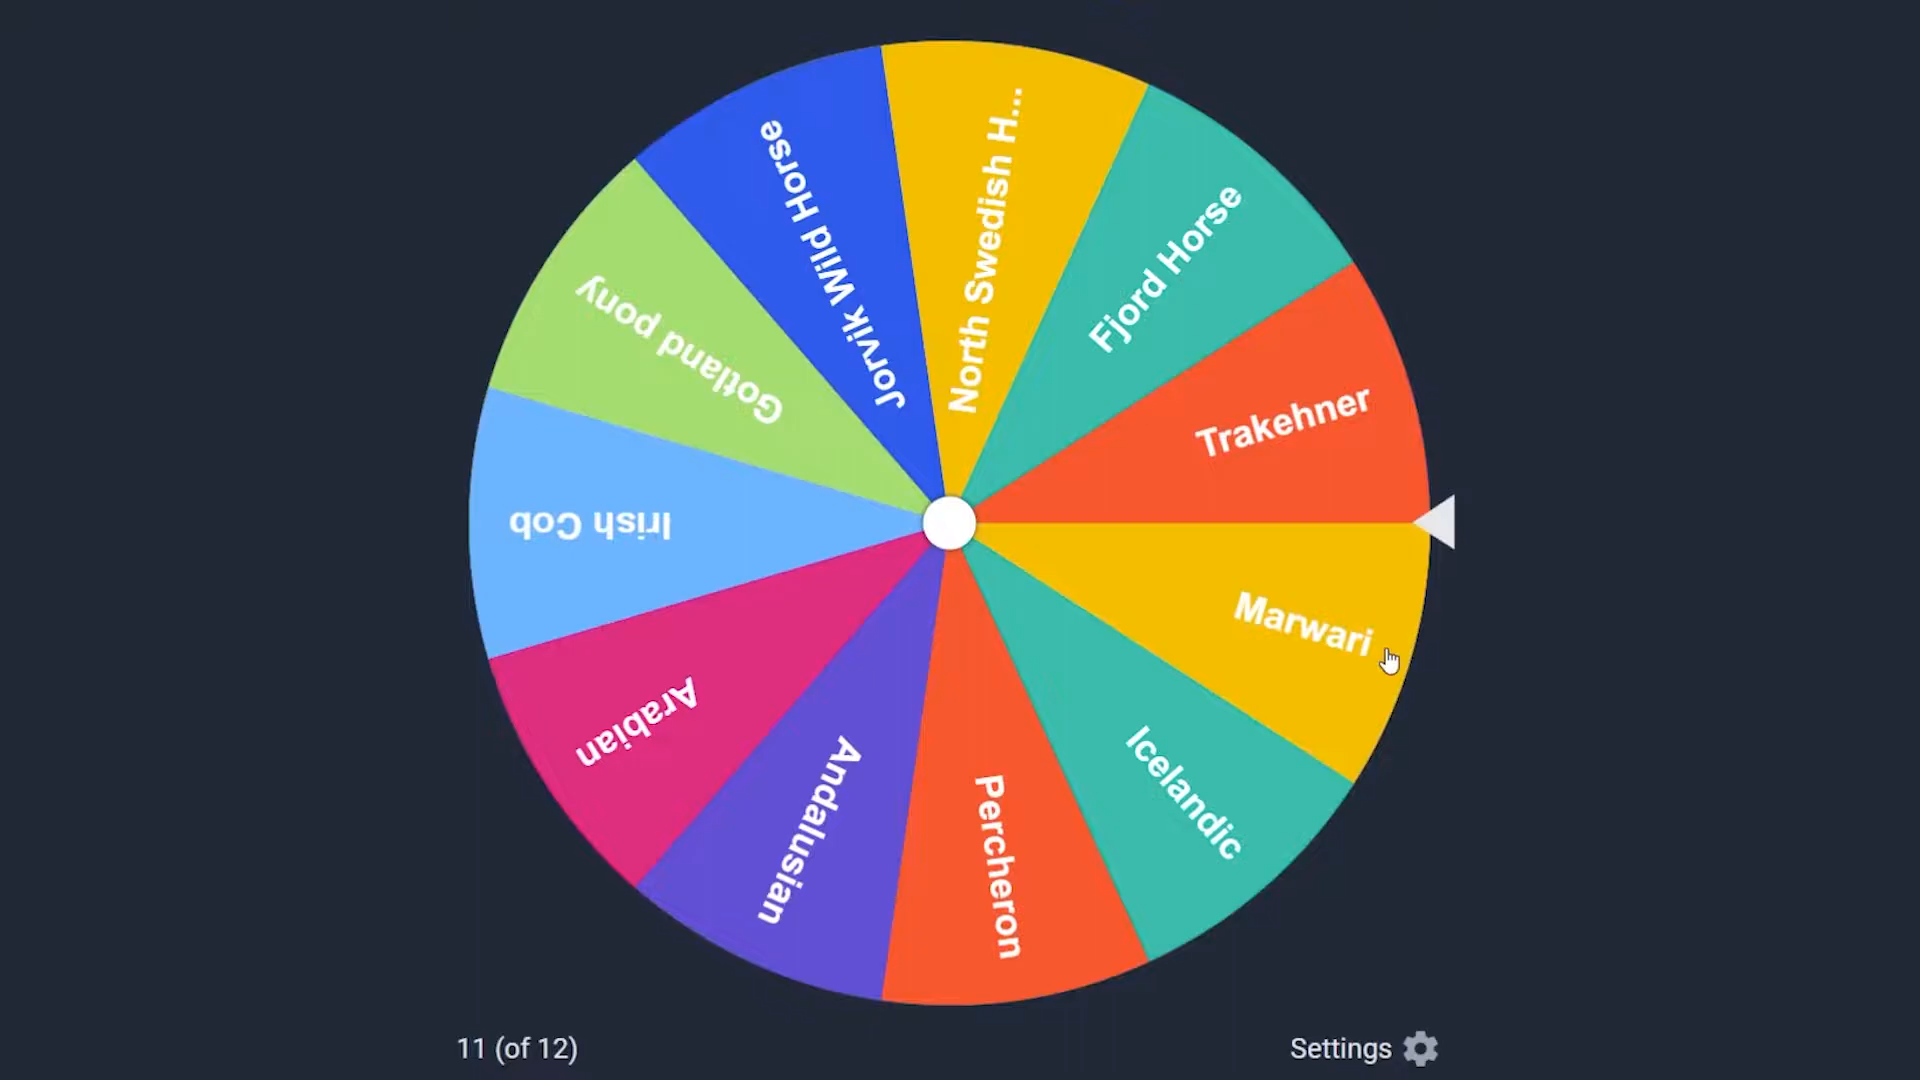 North Swedish H...
Fjord Horse
Trakehner
Marwari
Icelandic
Percheron
Andalusian
Arabian
Irish Cob
Gotland pony
Jorvik Wild Horse
11 (of 12)
Settings